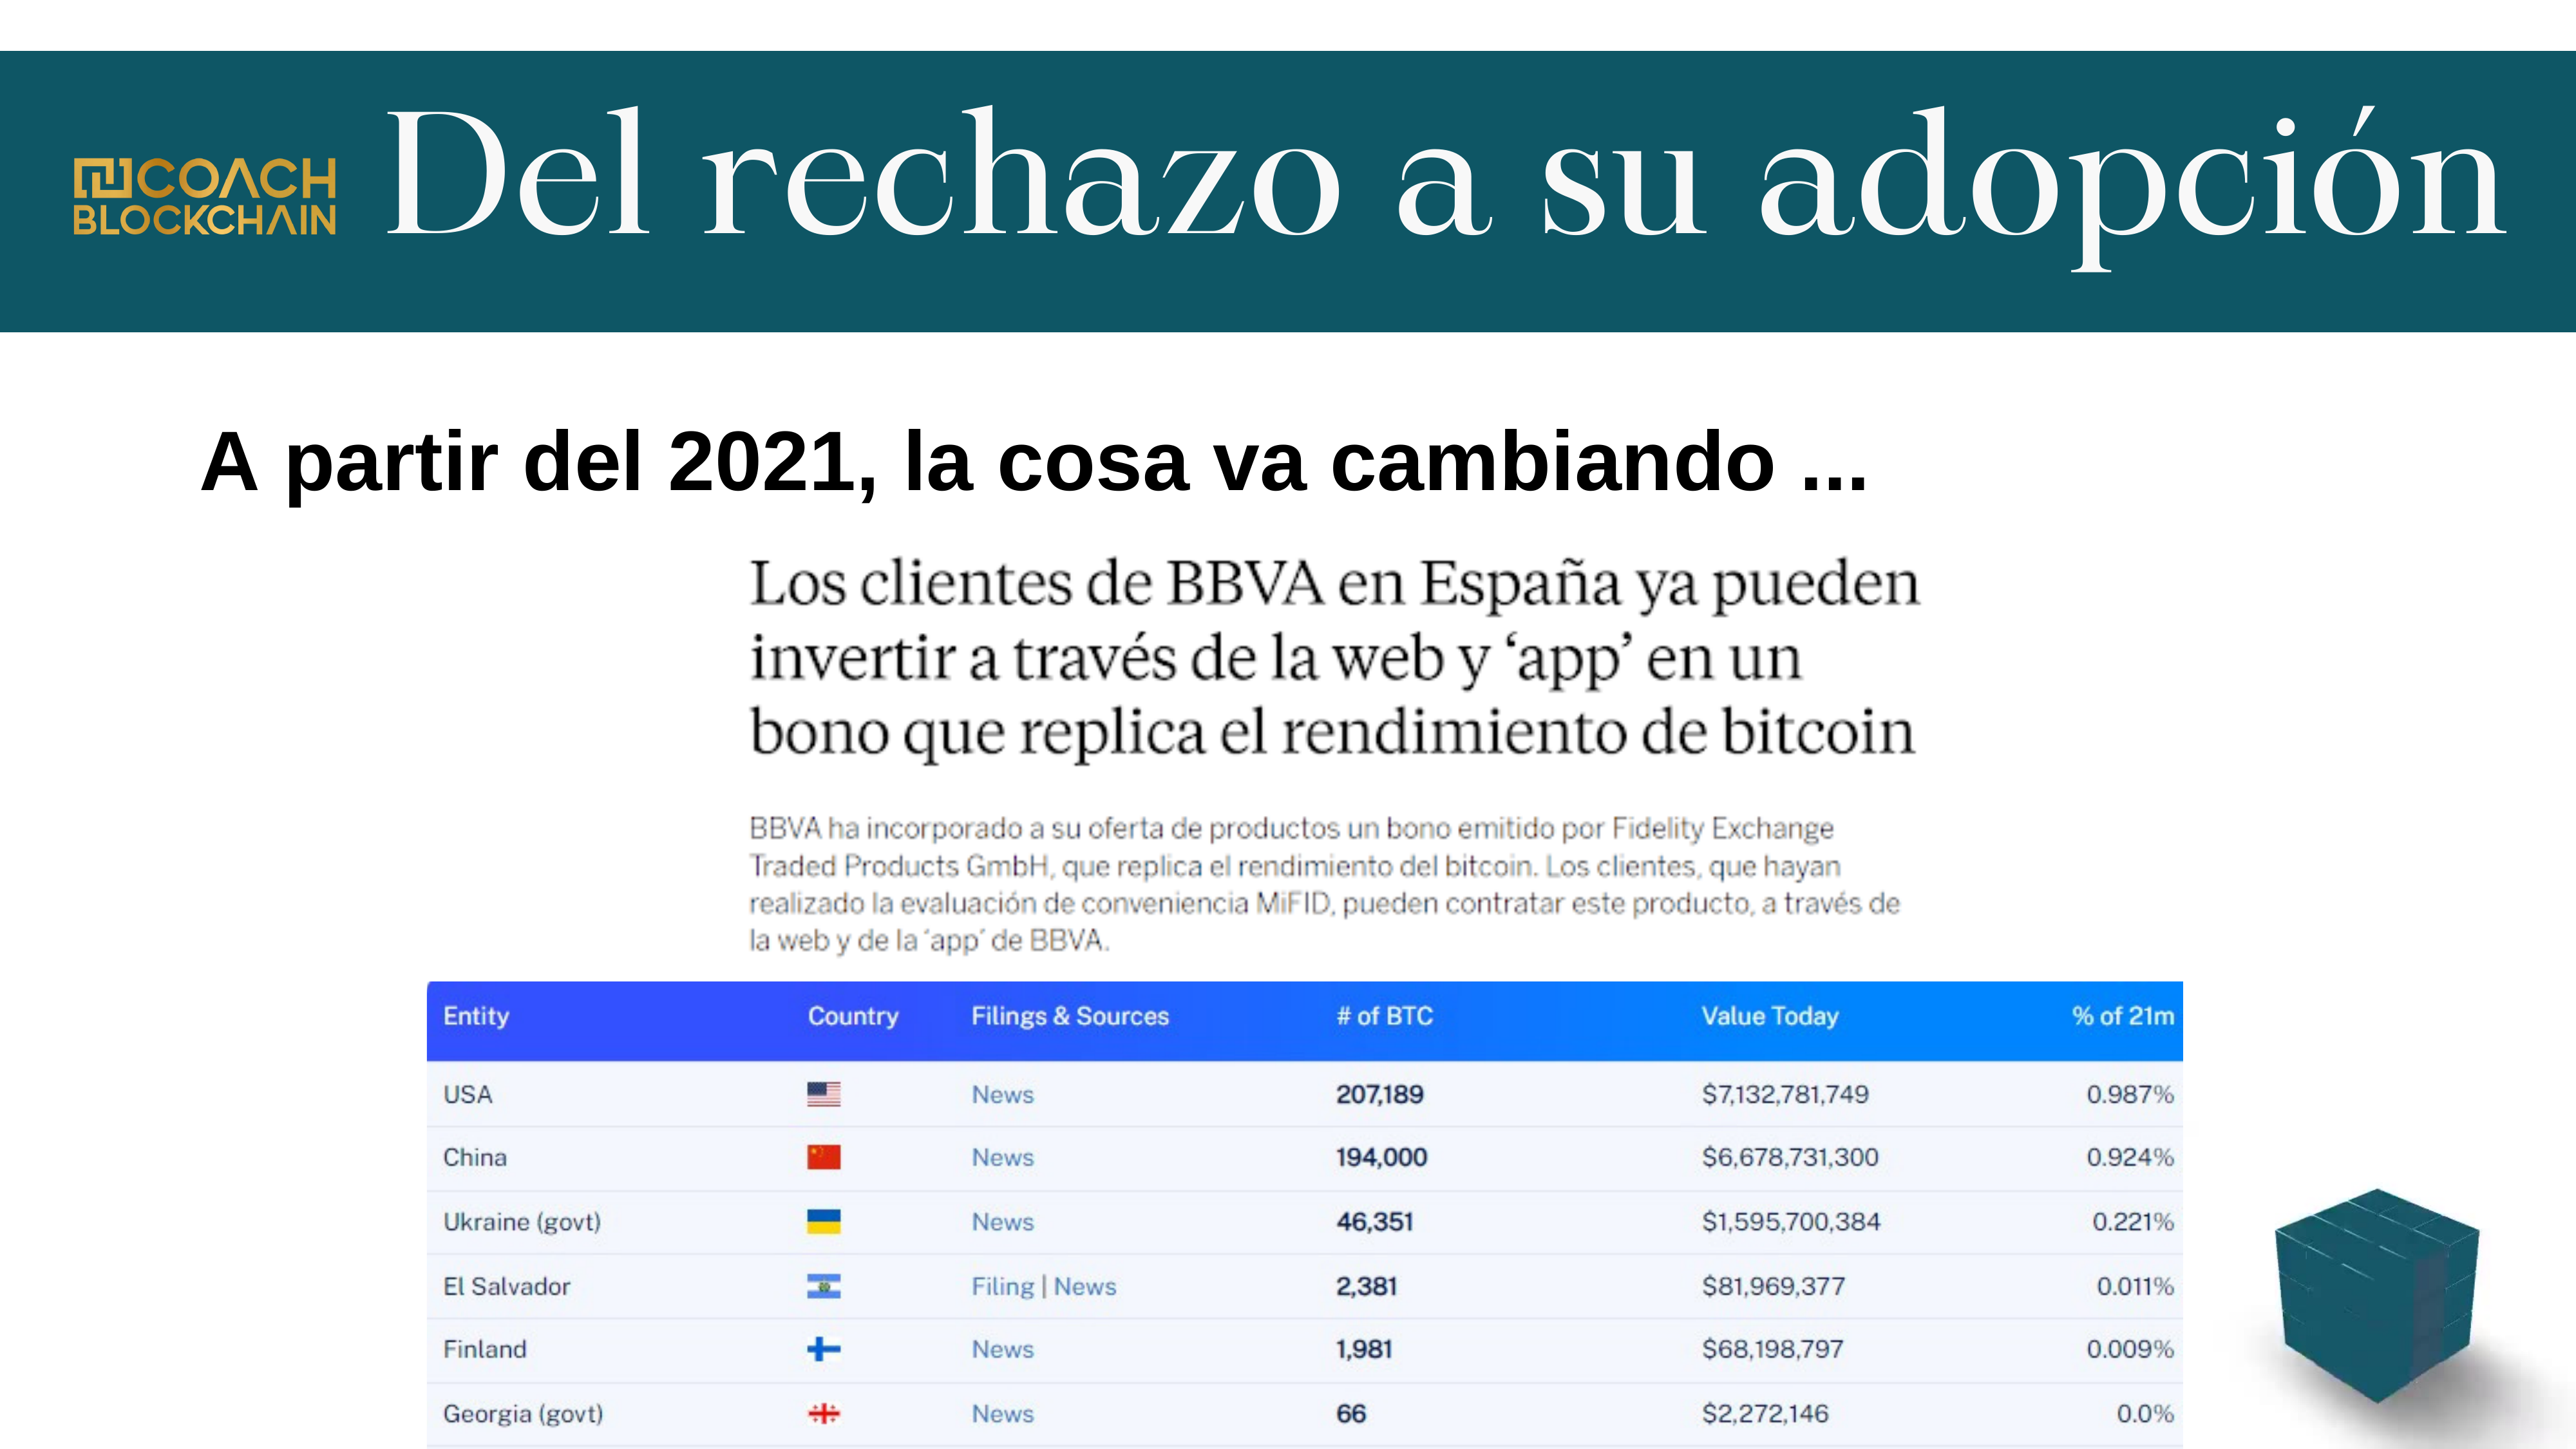 COACH
BLOCKCHAIN
Del rechazo a su adopción
A partir del 2021, la cosa va cambiando ...
Los clientes de BBVA en España ya pueden
invertir a través de la web y ‘app’ en un
bono que replica el rendimiento de bitcoin
BBVA ha incorporado a su oferta de productos un bono emitido por Fidelity Exchange
Traded Products GmbH, que replica el rendimiento del bitcoin. Los clientes, que hayan
realizado la evaluación de conveniencia MiFID, pueden contratar este producto, a través de
la web y de la ‘app’ de BBVA.
Entity Country Filings & Sources # of BTC Value Today % of 21m
USA News 207,189 $7,132,781,749 0.987%
China News 194,000 $6,678,731,300 0.924%
Ukraine (govt) News 46,351 $1,595,700,384 0.221%
El Salvador Filing | News 2,381 $81,969,377 0.011%
Finland News 1,981 $68,198,797 0.009%
Georgia (govt) News 66 $2,272,146 0.0%